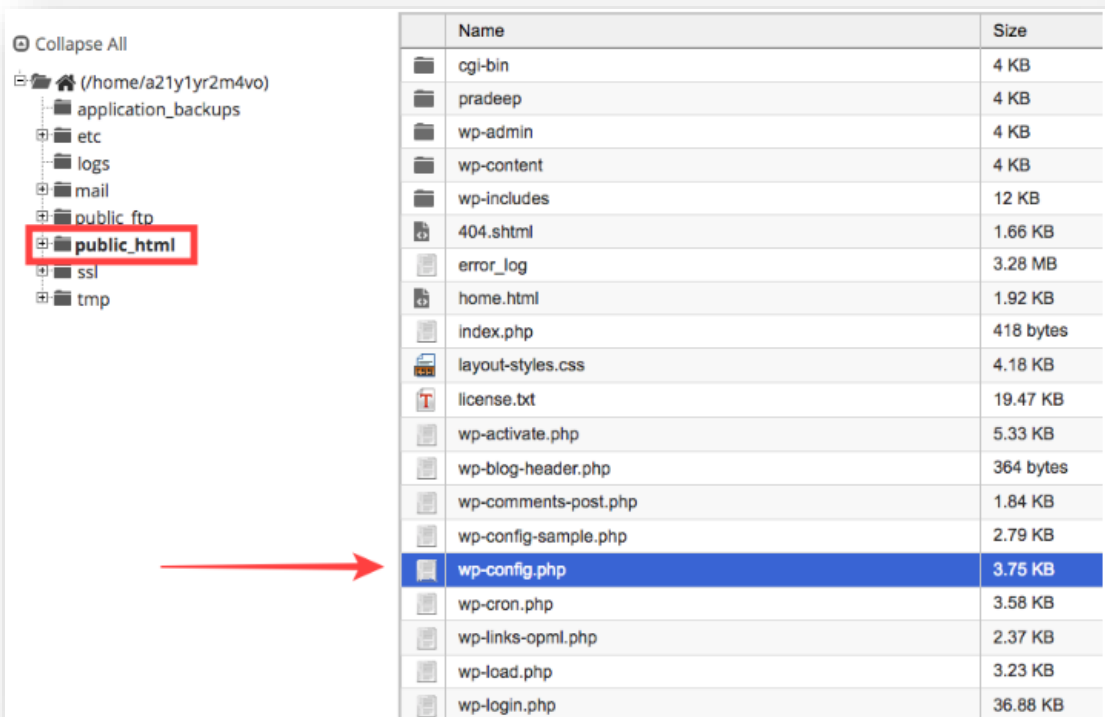 Collapse All
(/home/a21y1yr2m4vo)
application_backups
etc
logs
mail
public_ftp
public_html
ssl
tmp
Name Size
cgi-bin 4 KB
pradeep 4 KB
wp-admin 4 KB
wp-content 4 KB
wp-includes 12 KB
404.shtml 1.66 KB
error_log 3.28 MB
home.html 1.92 KB
index.php 418 bytes
layout-styles.css 4.18 KB
license.txt 19.47 KB
wp-activate.php 5.33 KB
wp-blog-header.php 364 bytes
wp-comments-post.php 1.84 KB
wp-config-sample.php 2.79 KB
wp-config.php 3.75 KB
wp-cron.php 3.58 KB
wp-links-opml.php 2.37 KB
wp-load.php 3.23 KB
wp-login.php 36.88 KB